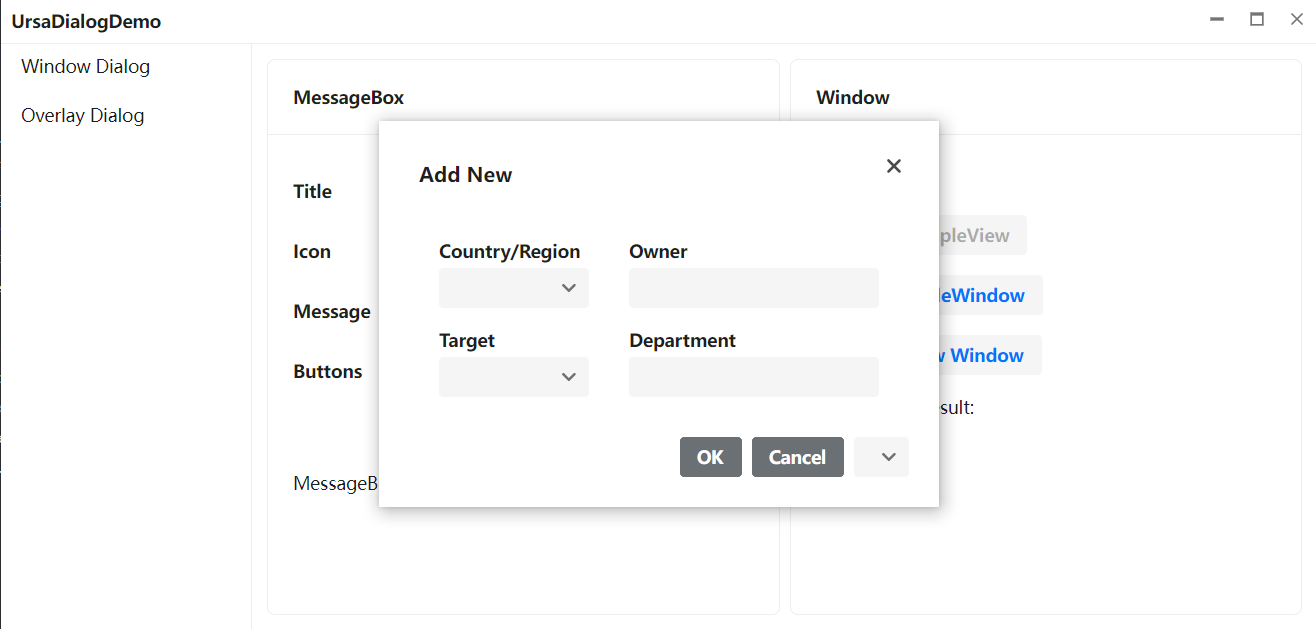 UrsaDialogDemo
Window Dialog
Overlay Dialog
MessageBox
Window
Add New
Title
Icon
Message
Buttons
Country/Region
Owner
Target
Department
OK
Cancel
pleView
eWindow
Window
sult:
MessageB